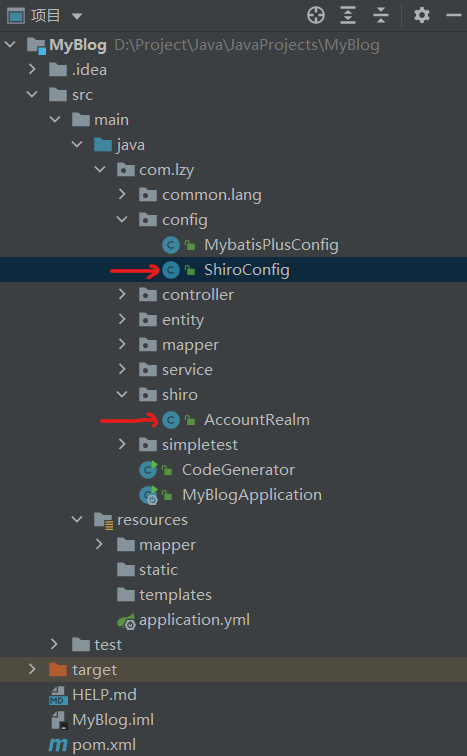 项目
MyBlog D:\Project\Java\JavaProjects\MyBlog
.idea
src
main
java
com.lzy
common.lang
config
MybatisPlusConfig
ShiroConfig
controller
entity
mapper
service
shiro
AccountRealm
simpletest
CodeGenerator
MyBlogApplication
resources
mapper
static
templates
application.yml
test
target
HELP.md
MyBlog.iml
pom.xml